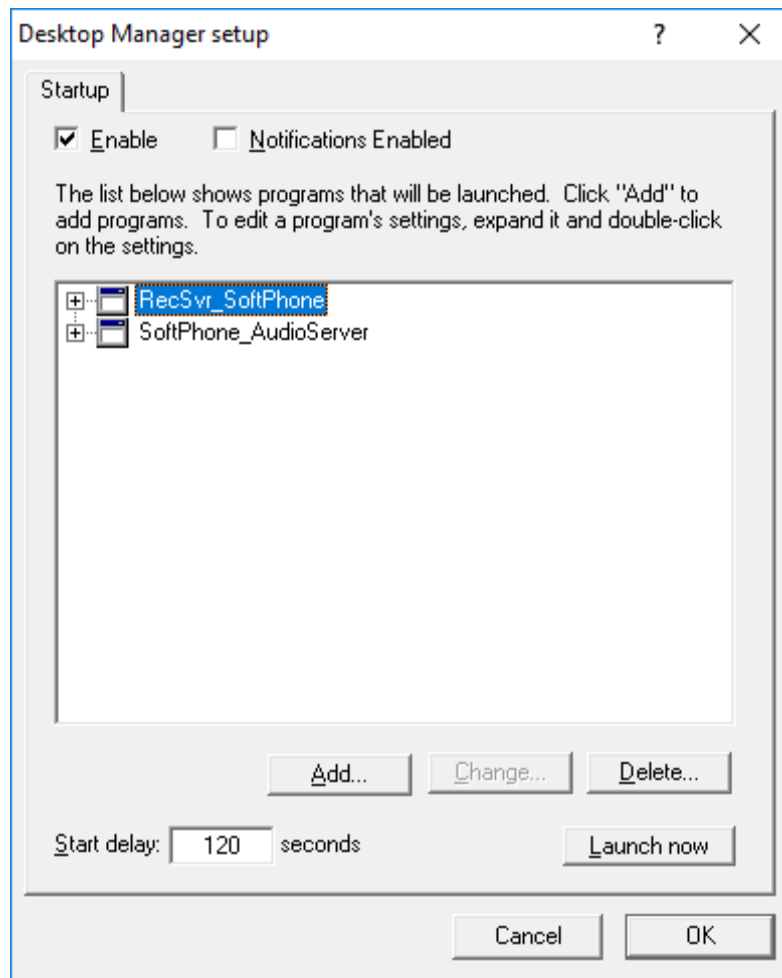 Desktop Manager setup
Startup
Enable Notifications Enabled
The list below shows programs that will be launched. Click "Add" to
add programs. To edit a program's settings, expand it and double-click
on the settings.
RecSvr_SoftPhone
SoftPhone_AudioServer
Add... Change... Delete...
Start delay: 120 seconds Launch now
Cancel OK